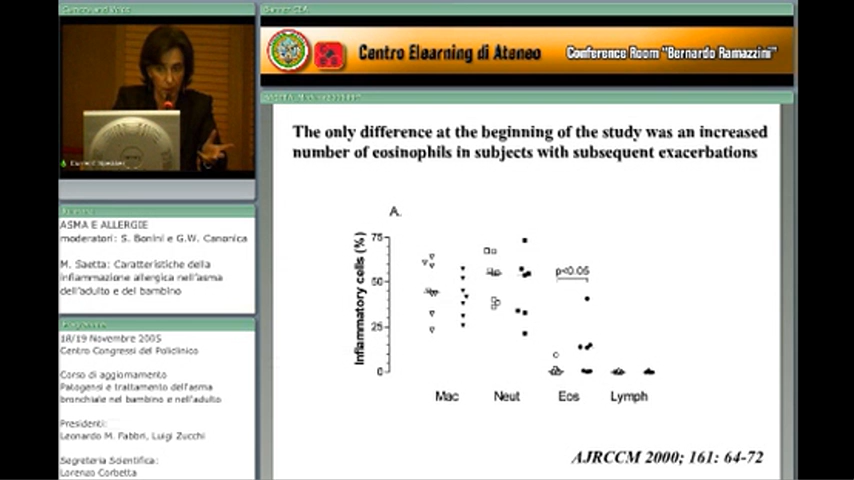 Centro Elearning di Ateneo
Conference Room "Bernardo Ramazzini"
ASMA E ALLERGIE
moderatori: S. Bonini e G.W. Canonica
M. Saetta: Caratteristiche della
infiammazione allergica nell'asma
dell'adulto e del bambino
18/19 Novembre 2005
Centro Congressi del Policlinico
Corso di aggiornamento
Patogensi e trattamento dell'asma
bronchiale nel bambino e nell'adulto
Presidenti:
Leonardo M. Fabbri, Luigi Zucchi
Segreteria Scientifica:
Lorenzo Corbetta
The only difference at the beginning of the study was an increased
number of eosinophils in subjects with subsequent exacerbations
A.
Inflammatory cells (%)
75
50
25
0
p<0.05
Mac Neut Eos Lymph
AJRCCM 2000; 161: 64-72